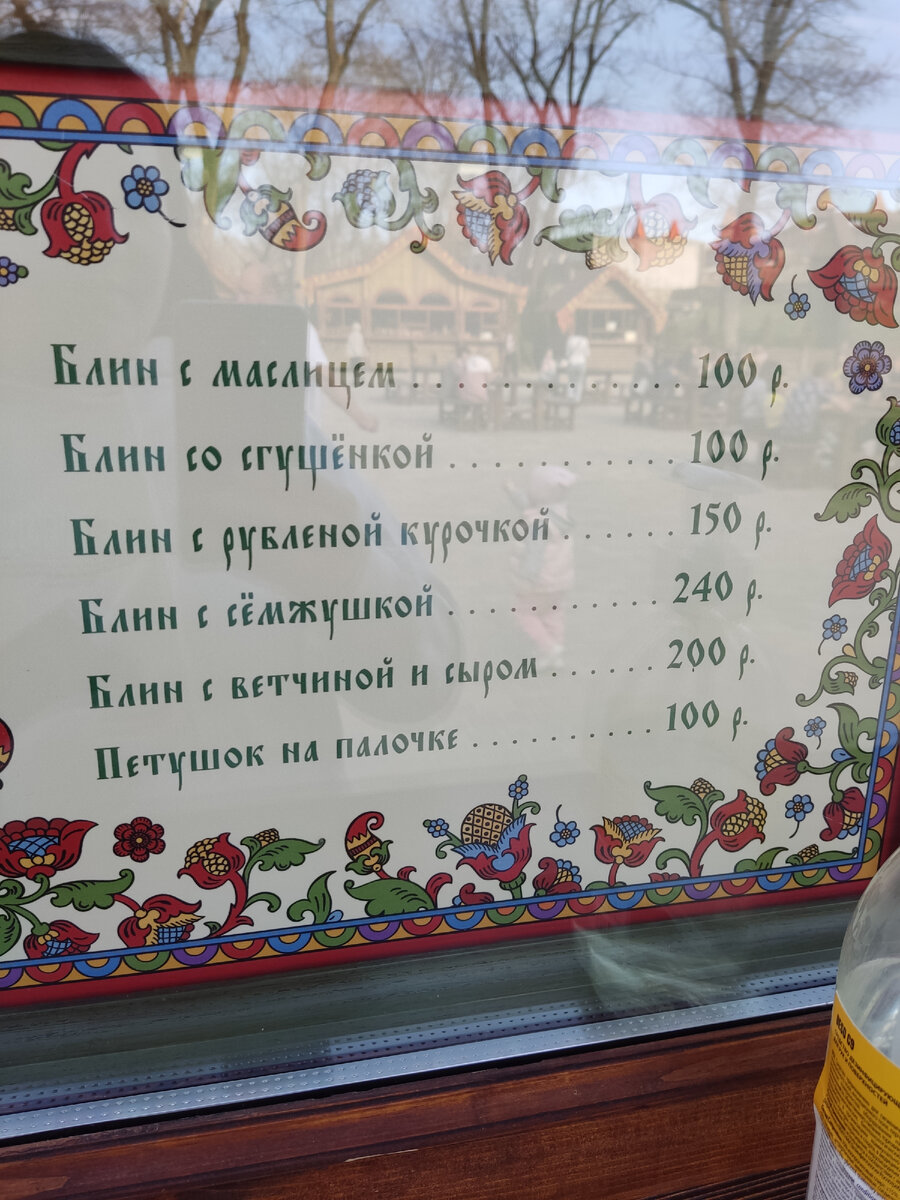 Блин с маслицем . . . . . . . . . . . . . . 100 р.
Блин со сгущёнкой . . . . . . . . . . . 100 р.
Блин с рубленой курочкой . . . . . . 150 р.
Блин с сёмжушкой . . . . . . . . . . . 240 р.
Блин с ветчиной и сыром . . . . . . 200 р.
Петушок на палочке . . . . . . . . . . . 100 р.